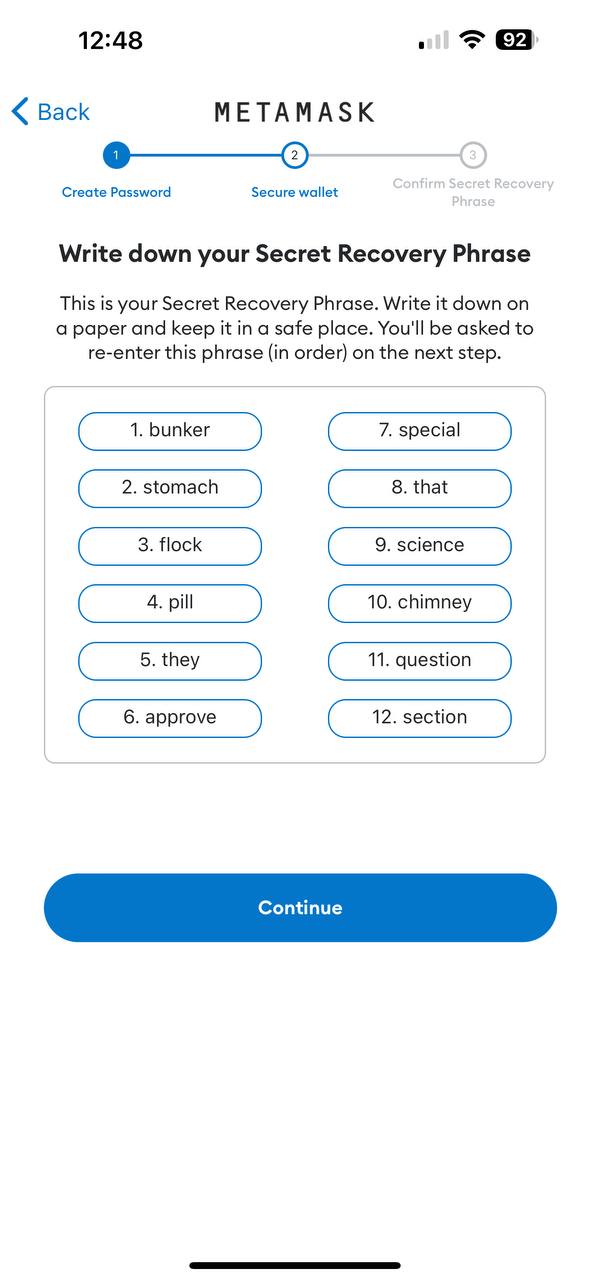 12:48
92
Back
METAMASK
1
2
3
Create Password
Secure wallet
Confirm Secret Recovery
Phrase
Write down your Secret Recovery Phrase
This is your Secret Recovery Phrase. Write it down on
a paper and keep it in a safe place. You'll be asked to
re-enter this phrase (in order) on the next step.
1. bunker
2. stomach
3. flock
4. pill
5. they
6. approve
7. special
8. that
9. science
10. chimney
11. question
12. section
Continue